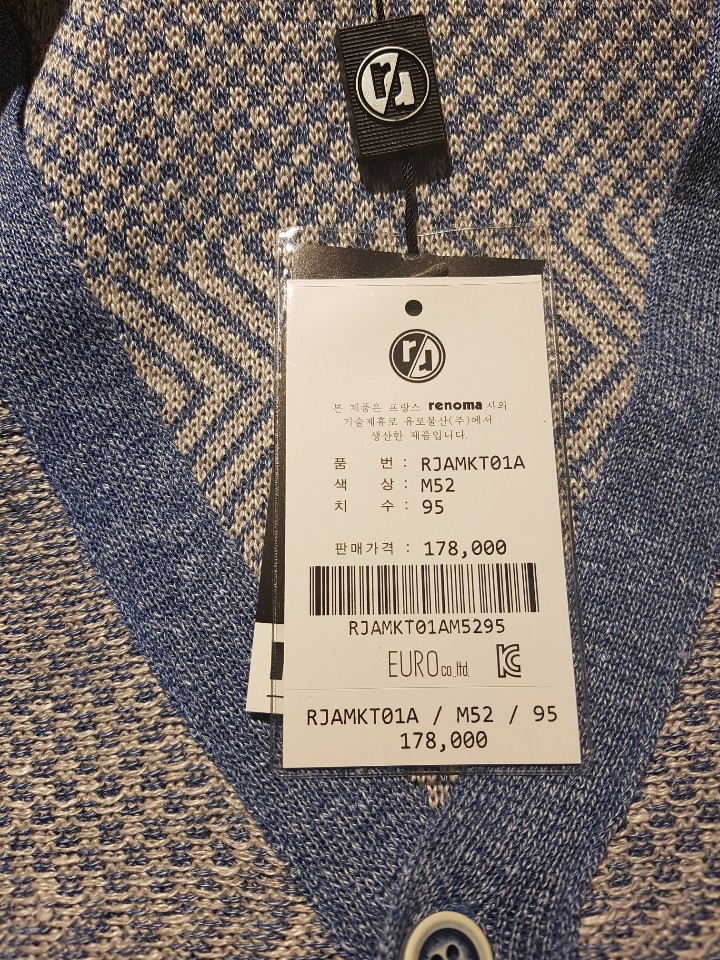 본 제품은 프랑스 renoma 사와
기술제휴로 유로물산(주)에서
생산한 제품입니다.
품 번 : RJAMKT01A
색 상 : M52
치 수 : 95
판매가격 : 178,000
RJAMKT01AM5295
EURO co.,ltd.
RJAMKT01A / M52 / 95
178,000